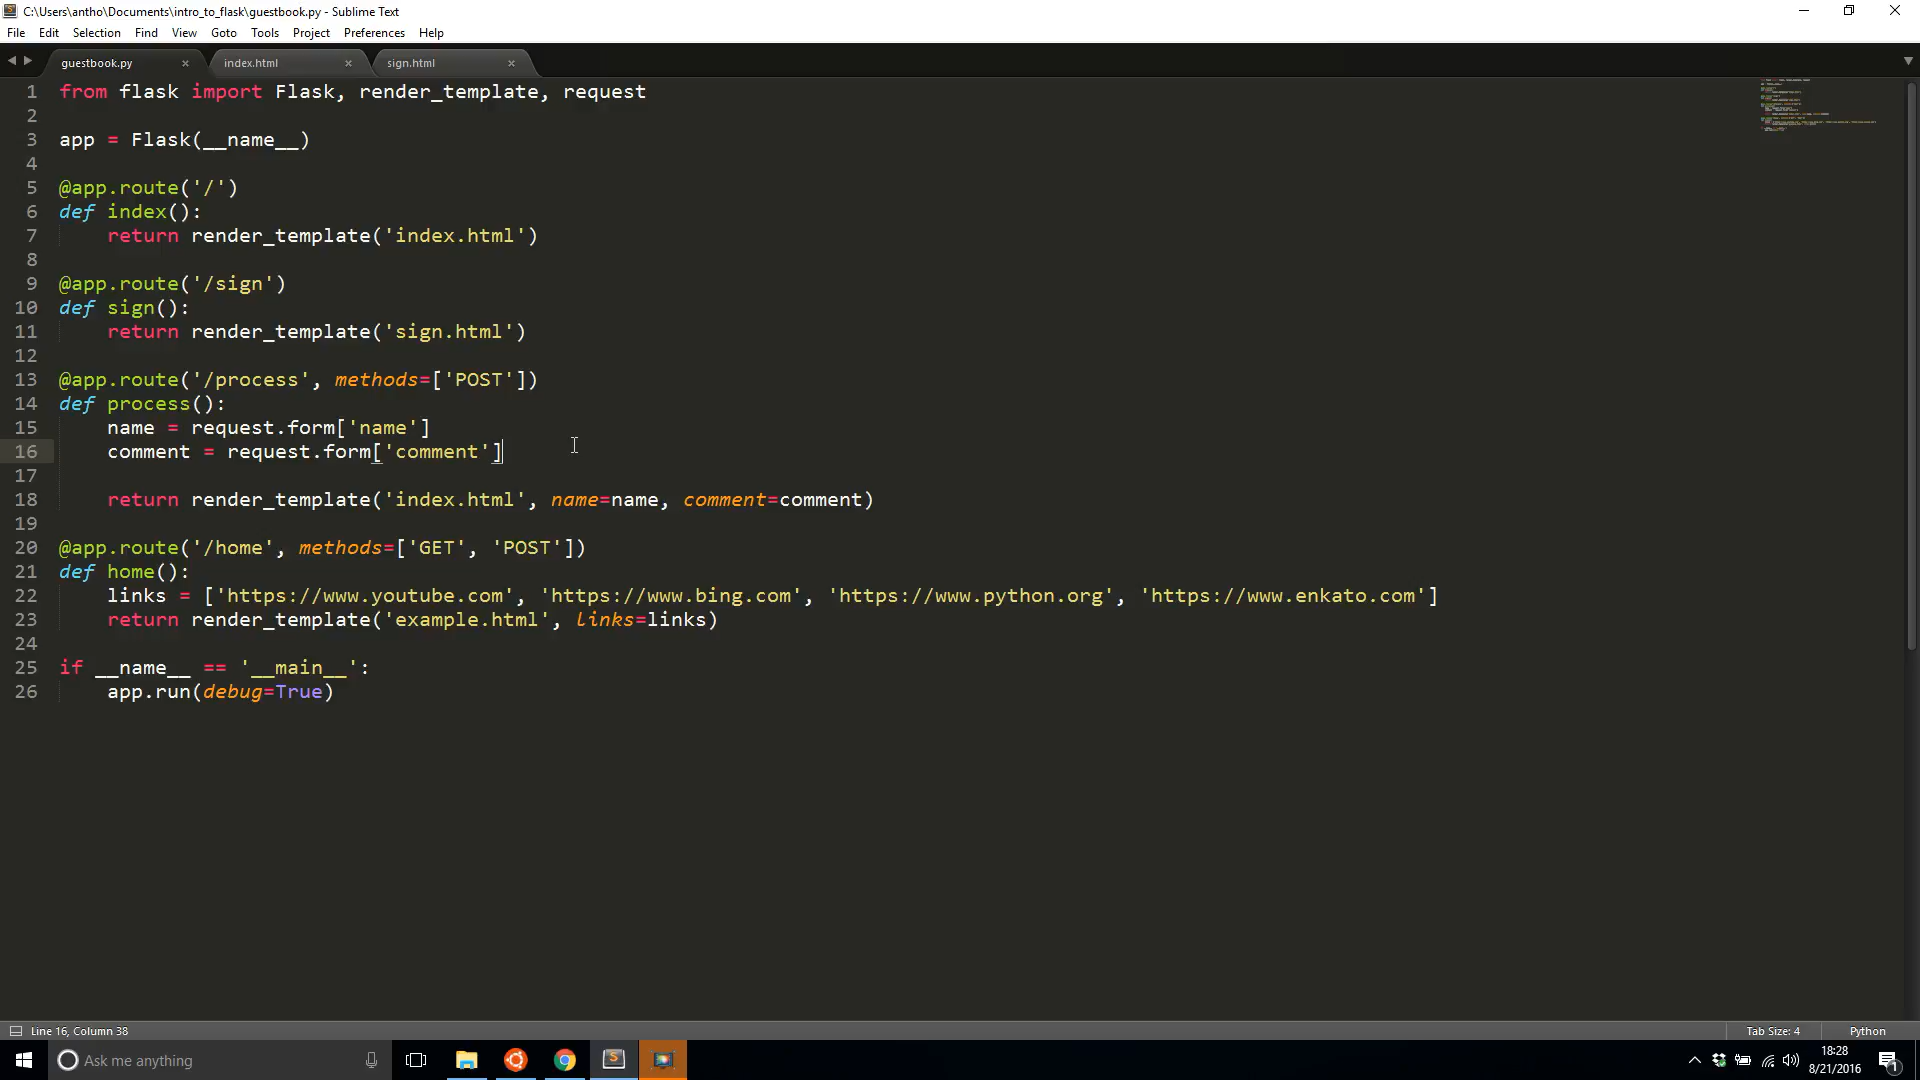 C:\Users\antho\Documents\intro_to_flask\guestbook.py - Sublime Text
File Edit Selection Find View Goto Tools Project Preferences Help
guestbook.py × index.html × sign.html ×
1 from flask import Flask, render_template, request
2
3 app = Flask(__name__)
4
5 @app.route('/')
6 def index():
7     return render_template('index.html')
8
9 @app.route('/sign')
10 def sign():
11     return render_template('sign.html')
12
13 @app.route('/process', methods=['POST'])
14 def process():
15     name = request.form['name']
16     comment = request.form['comment']
17
18     return render_template('index.html', name=name, comment=comment)
19
20 @app.route('/home', methods=['GET', 'POST'])
21 def home():
22     links = ['https://www.youtube.com', 'https://www.bing.com', 'https://www.python.org', 'https://www.enkato.com']
23     return render_template('example.html', links=links)
24
25 if __name__ == '__main__':
26     app.run(debug=True)
Line 16, Column 38 Tab Size: 4 Python
Ask me anything
18:28
8/21/2016
1